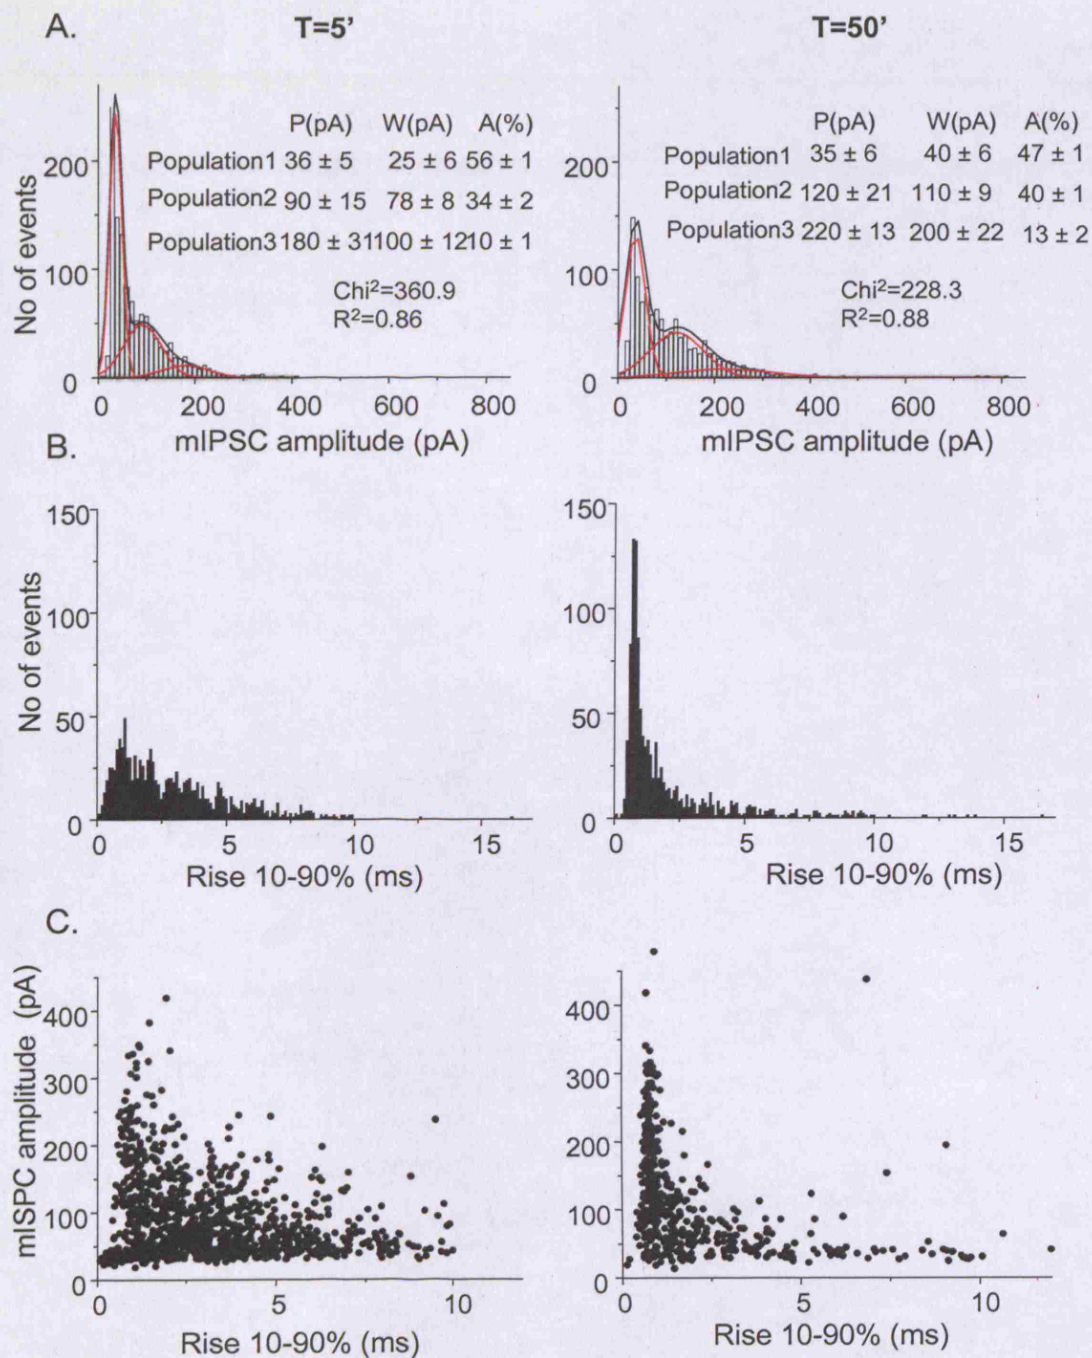 A.
T=5'
T=50'
P(pA) W(pA) A(%)
Population1 36 ± 5 25 ± 6 56 ± 1
Population2 90 ± 15 78 ± 8 34 ± 2
Population3 180 ± 31100 ± 1210 ± 1
Chi²=360.9
R²=0.86
No of events
200
100
0
0 200 400 600 800
mIPSC amplitude (pA)
P(pA) W(pA) A(%)
Population1 35 ± 6 40 ± 6 47 ± 1
Population2 120 ± 21 110 ± 9 40 ± 1
Population3 220 ± 13 200 ± 22 13 ± 2
Chi²=228.3
R²=0.88
200
100
0
0 200 400 600 800
mIPSC amplitude (pA)
B.
No of events
150
100
50
0
0 5 10 15
Rise 10-90% (ms)
150
100
50
0
0 5 10 15
Rise 10-90% (ms)
C.
mISPC amplitude (pA)
400
300
200
100
0
0 5 10
Rise 10-90% (ms)
400
300
200
100
0
0 5 10
Rise 10-90% (ms)